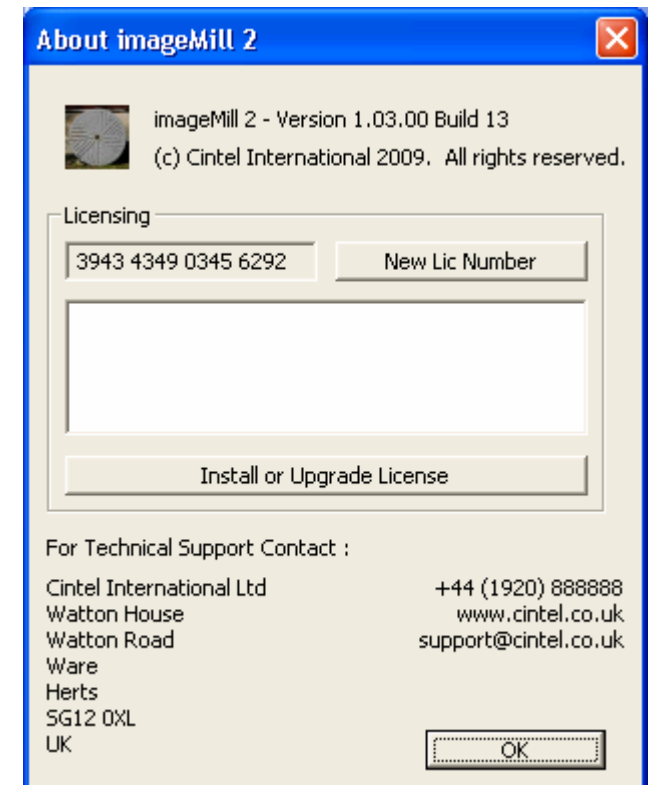 About imageMill 2
imageMill 2 - Version 1.03.00 Build 13
(c) Cintel International 2009. All rights reserved.
Licensing
3943 4349 0345 6292
New Lic Number
Install or Upgrade License
For Technical Support Contact :
Cintel International Ltd
+44 (1920) 888888
Watton House
www.cintel.co.uk
Watton Road
support@cintel.co.uk
Ware
Herts
SG12 0XL
UK
OK